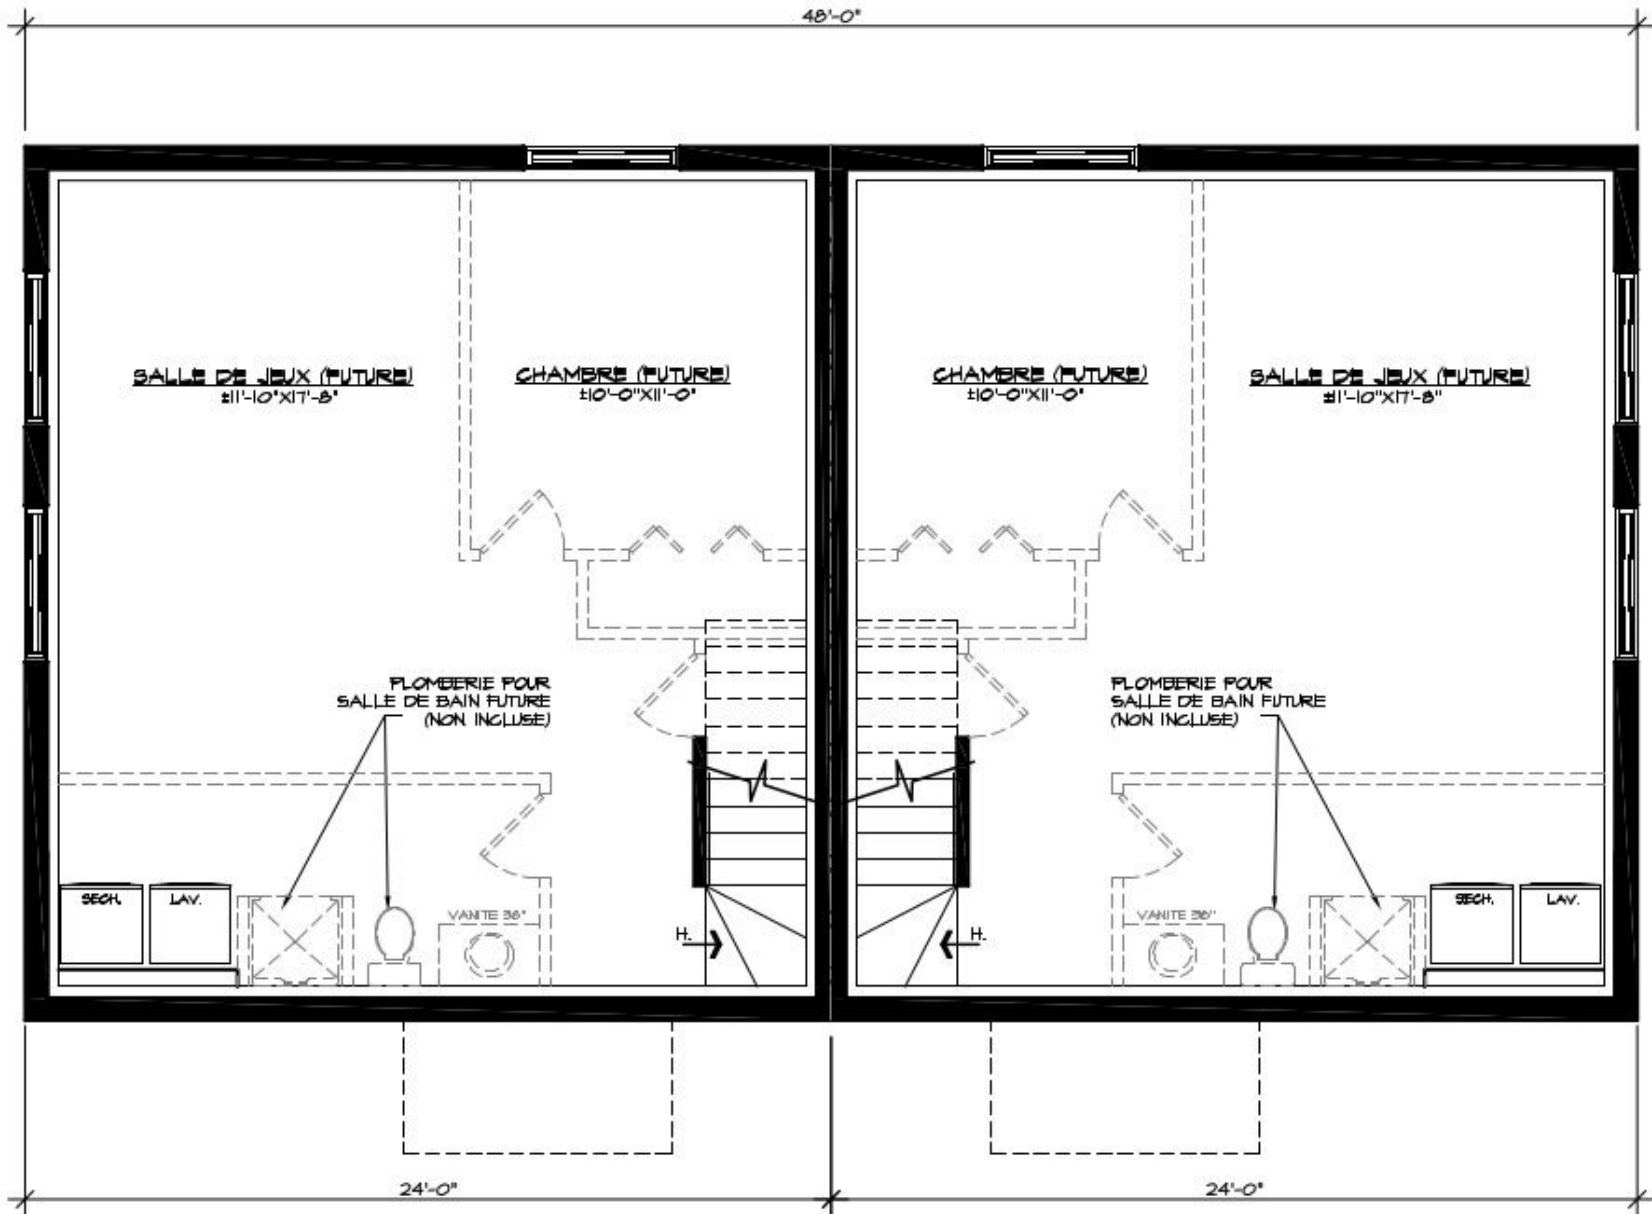 48'-0"
SALLE DE JEUX (FUTURE)
±11'-10"X17'-8"
CHAMBRE (FUTURE)
±10'-0"X11'-0"
CHAMBRE (FUTURE)
±10'-0"X11'-0"
SALLE DE JEUX (FUTURE)
±11'-10"X17'-8"
PLOMBERIE POUR
SALLE DE BAIN FUTURE
(NON INCLUSE)
PLOMBERIE POUR
SALLE DE BAIN FUTURE
(NON INCLUSE)
SECH.
LAV.
VANITE 36"
H.
H.
VANITE 36"
SECH.
LAV.
24'-0"
24'-0"